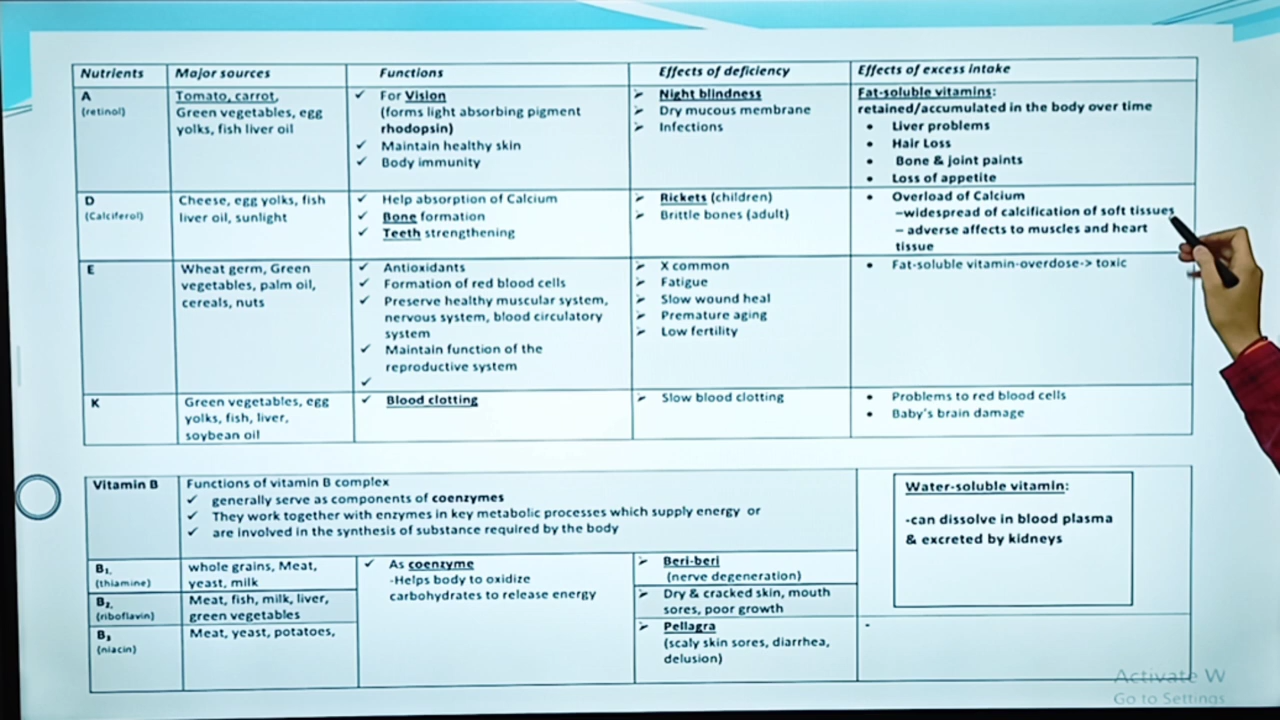 Nutrients Major sources Functions Effects of deficiency Effects of excess intake
A
(retinol)
Tomato, carrot,
Green vegetables, egg
yolks, fish liver oil
✓ For Vision
(forms light absorbing pigment
rhodopsin)
✓ Maintain healthy skin
✓ Body immunity
➢ Night blindness
➢ Dry mucous membrane
➢ Infections
Fat-soluble vitamins:
retained/accumulated in the body over time
• Liver problems
• Hair Loss
• Bone & joint paints
• Loss of appetite
D
(Calciferol)
Cheese, egg yolks, fish
liver oil, sunlight
✓ Help absorption of Calcium
✓ Bone formation
✓ Teeth strengthening
➢ Rickets (children)
➢ Brittle bones (adult)
• Overload of Calcium
–widespread of calcification of soft tissues
– adverse affects to muscles and heart
tissue
E
Wheat germ, Green
vegetables, palm oil,
cereals, nuts
✓ Antioxidants
✓ Formation of red blood cells
✓ Preserve healthy muscular system,
nervous system, blood circulatory
system
✓ Maintain function of the
reproductive system
✓
➢ X common
➢ Fatigue
➢ Slow wound heal
➢ Premature aging
➢ Low fertility
• Fat-soluble vitamin-overdose-> toxic
K
Green vegetables, egg
yolks, fish, liver,
soybean oil
✓ Blood clotting
➢ Slow blood clotting
• Problems to red blood cells
• Baby's brain damage
Vitamin B
Functions of vitamin B complex
✓ generally serve as components of coenzymes
✓ They work together with enzymes in key metabolic processes which supply energy or
✓ are involved in the synthesis of substance required by the body
Water-soluble vitamin:
-can dissolve in blood plasma
& excreted by kidneys
B1,
(thiamine)
whole grains, Meat,
yeast, milk
✓ As coenzyme
-Helps body to oxidize
carbohydrates to release energy
➢ Beri-beri
(nerve degeneration)
B2,
(riboflavin)
Meat, fish, milk, liver,
green vegetables
➢ Dry & cracked skin, mouth
sores, poor growth
B3
(niacin)
Meat, yeast, potatoes,
➢ Pellagra
(scaly skin sores, diarrhea,
delusion)
-
Activate W
Go to Settings